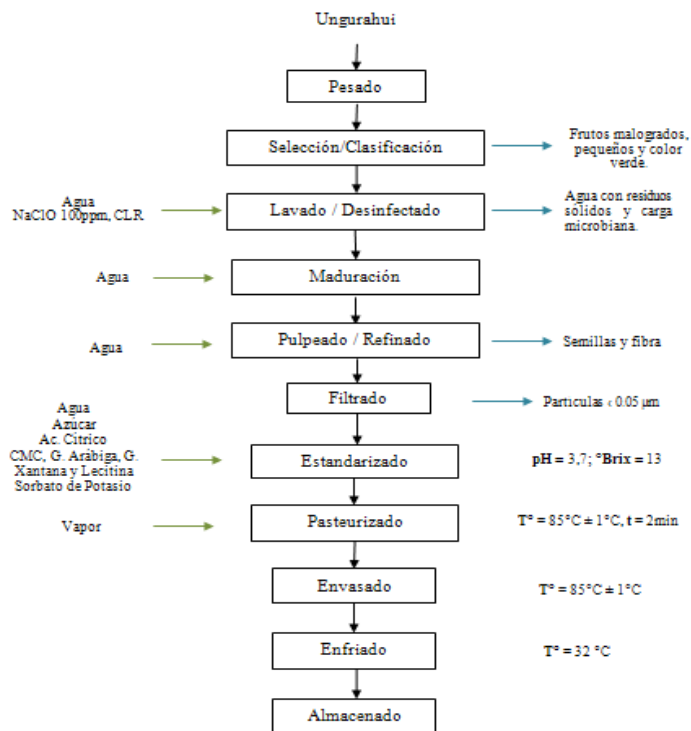 Ungurahui
Pesado
Selección/Clasificación
Frutos malogrados,
pequeños y color
verde.
Agua
NaClO 100ppm, CLR
Lavado / Desinfectado
Agua con residuos
sólidos y carga
microbiana.
Agua
Maduración
Agua
Pulpeado / Refinado
Semillas y fibra
Filtrado
Particulas < 0.05 µm
Agua
Azúcar
Ac. Cítrico
CMC, G. Arábiga, G.
Xantana y Lecitina
Sorbato de Potasio
Estandarizado
pH = 3,7; °Brix = 13
Vapor
Pasteurizado
T° = 85°C ± 1°C, t = 2min
Envasado
T° = 85°C ± 1°C
Enfriado
T° = 32 °C
Almacenado